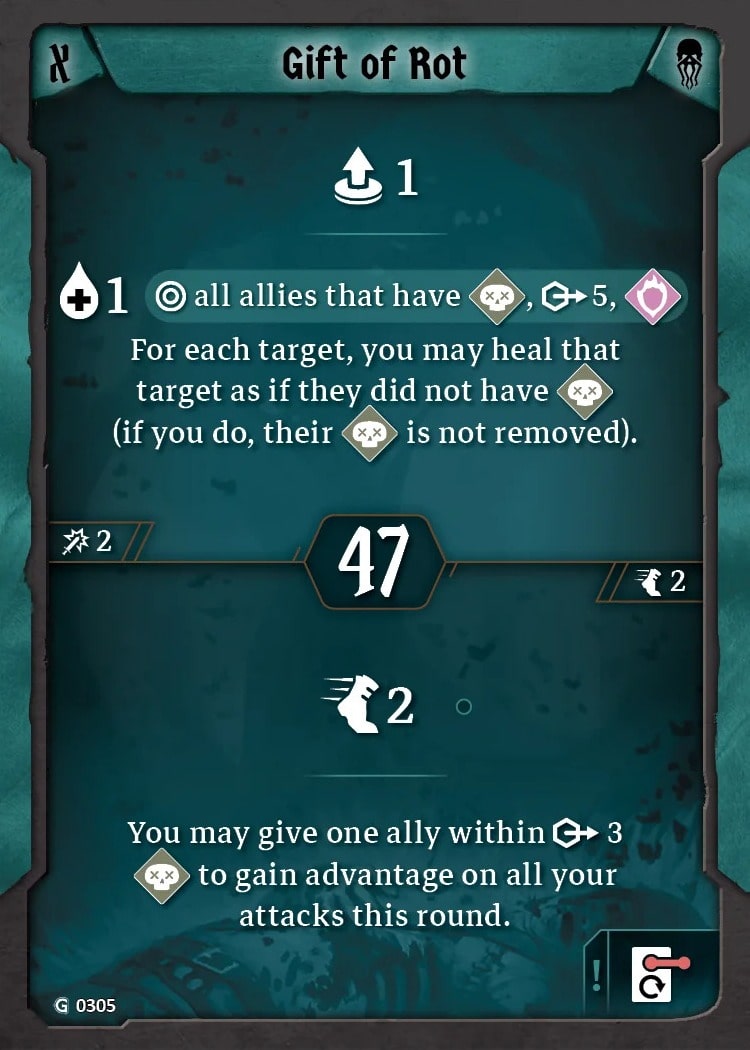 א
Gift of Rot
1
1 all allies that have , 5,
For each target, you may heal that
target as if they did not have
(if you do, their is not removed).
2
47
2
2
You may give one ally within 3
to gain advantage on all your
attacks this round.
!
G 0305